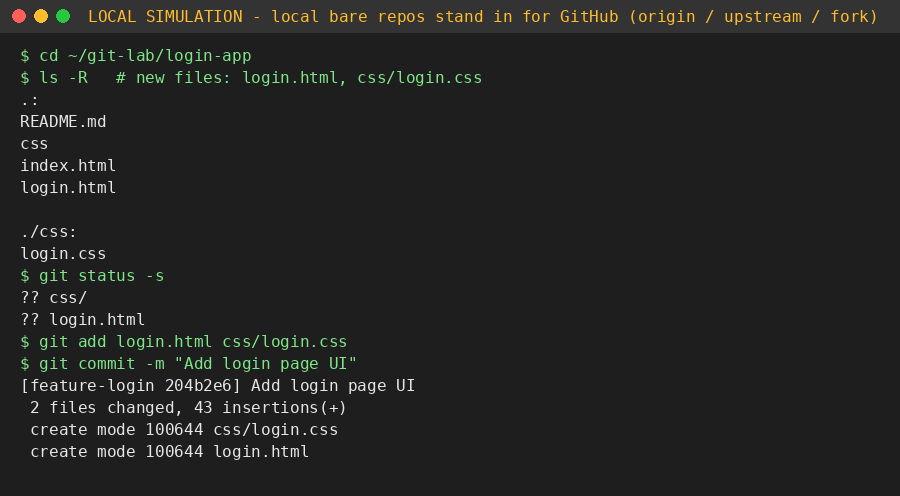 LOCAL SIMULATION - local bare repos stand in for GitHub (origin / upstream / fork)
$ cd ~/git-lab/login-app
$ ls -R   # new files: login.html, css/login.css
.:
README.md
css
index.html
login.html

./css:
login.css
$ git status -s
?? css/
?? login.html
$ git add login.html css/login.css
$ git commit -m "Add login page UI"
[feature-login 204b2e6] Add login page UI
 2 files changed, 43 insertions(+)
 create mode 100644 css/login.css
 create mode 100644 login.html